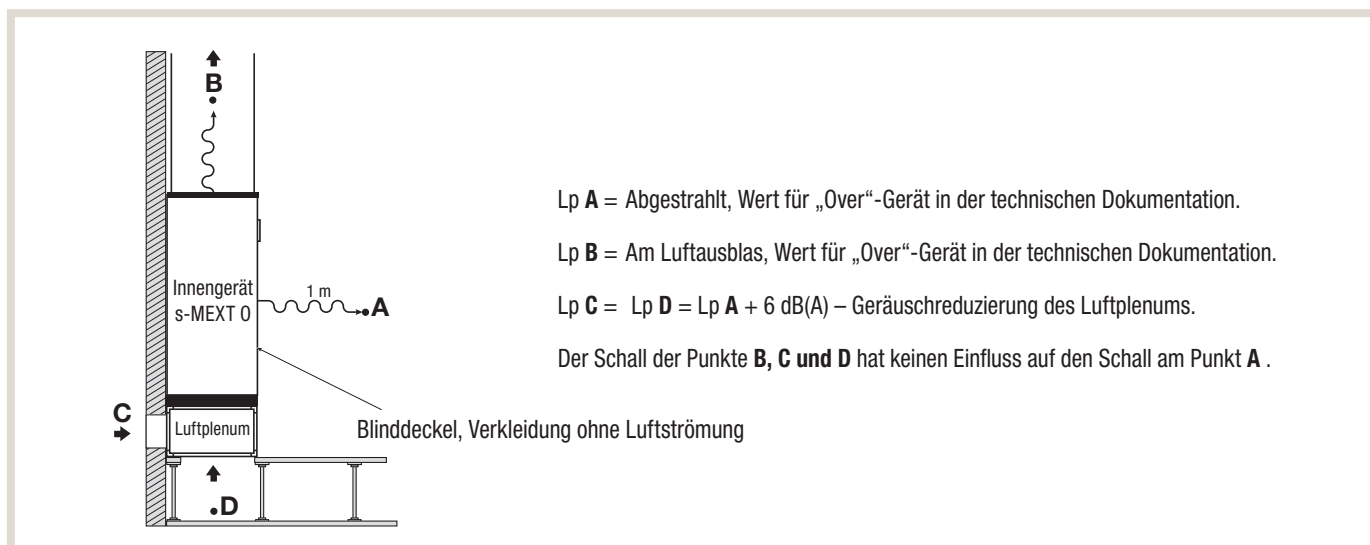 B
Innengerät
s-MEXT O
1 m
A
C
Luftplenum
D
Blinddeckel, Verkleidung ohne Luftströmung
Lp A = Abgestrahlt, Wert für „Over“-Gerät in der technischen Dokumentation.
Lp B = Am Luftausblas, Wert für „Over“-Gerät in der technischen Dokumentation.
Lp C = Lp D = Lp A + 6 dB(A) – Geräuschreduzierung des Luftplenums.
Der Schall der Punkte B, C und D hat keinen Einfluss auf den Schall am Punkt A .